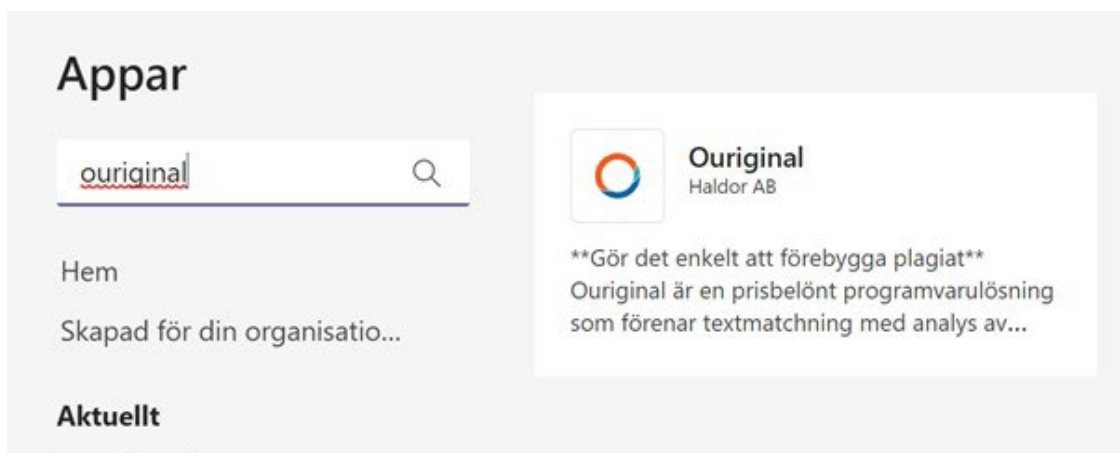 Appar
ouriginal
Hem
Skapad för din organisatio...
Aktuellt
Ouriginal
Haldor AB
**Gör det enkelt att förebygga plagiat**
Ouriginal är en prisbelönt programvarulösning
som förenar textmatchning med analys av...